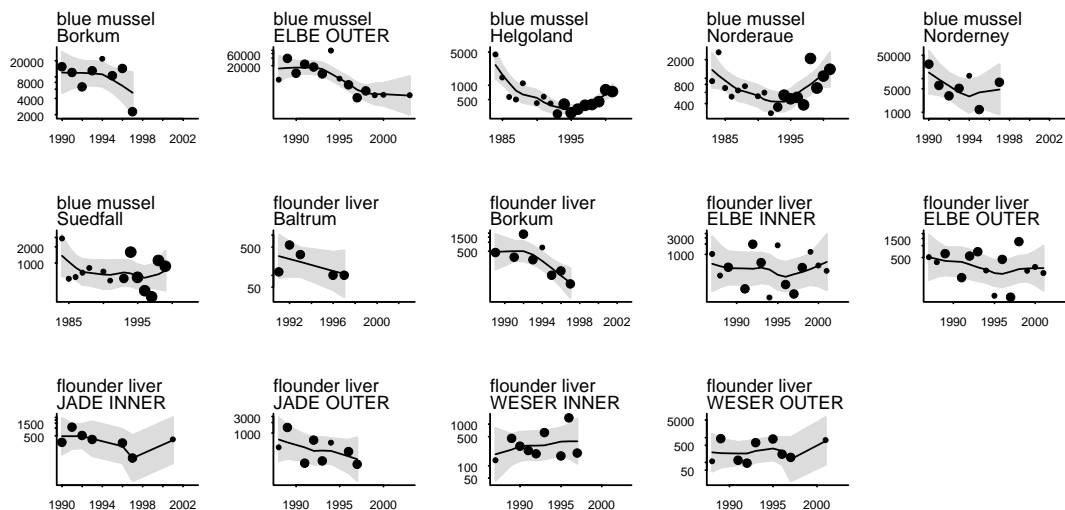 blue mussel
Borkum
20000
8000
4000
2000
1990 1994 1998 2002
blue mussel
ELBE OUTER
60000
20000
1990 1995 2000
blue mussel
Helgoland
5000
1000
500
1985 1995
blue mussel
Norderaue
2000
800
400
1985 1995
blue mussel
Norderney
50000
5000
1000
1990 1994 1998 2002
blue mussel
Suedfall
2000
1000
1985 1995
flounder liver
Baltrum
500
50
1992 1996 2000
flounder liver
Borkum
1500
500
1990 1994 1998 2002
flounder liver
ELBE INNER
3000
1000
1990 1995 2000
flounder liver
ELBE OUTER
1500
500
1990 1995 2000
flounder liver
JADE INNER
1500
500
1990 1994 1998 2002
flounder liver
JADE OUTER
3000
1000
1990 1995 2000
flounder liver
WESER INNER
1000
500
100
50
1990 1995 2000
flounder liver
WESER OUTER
5000
500
50
1990 1995 2000